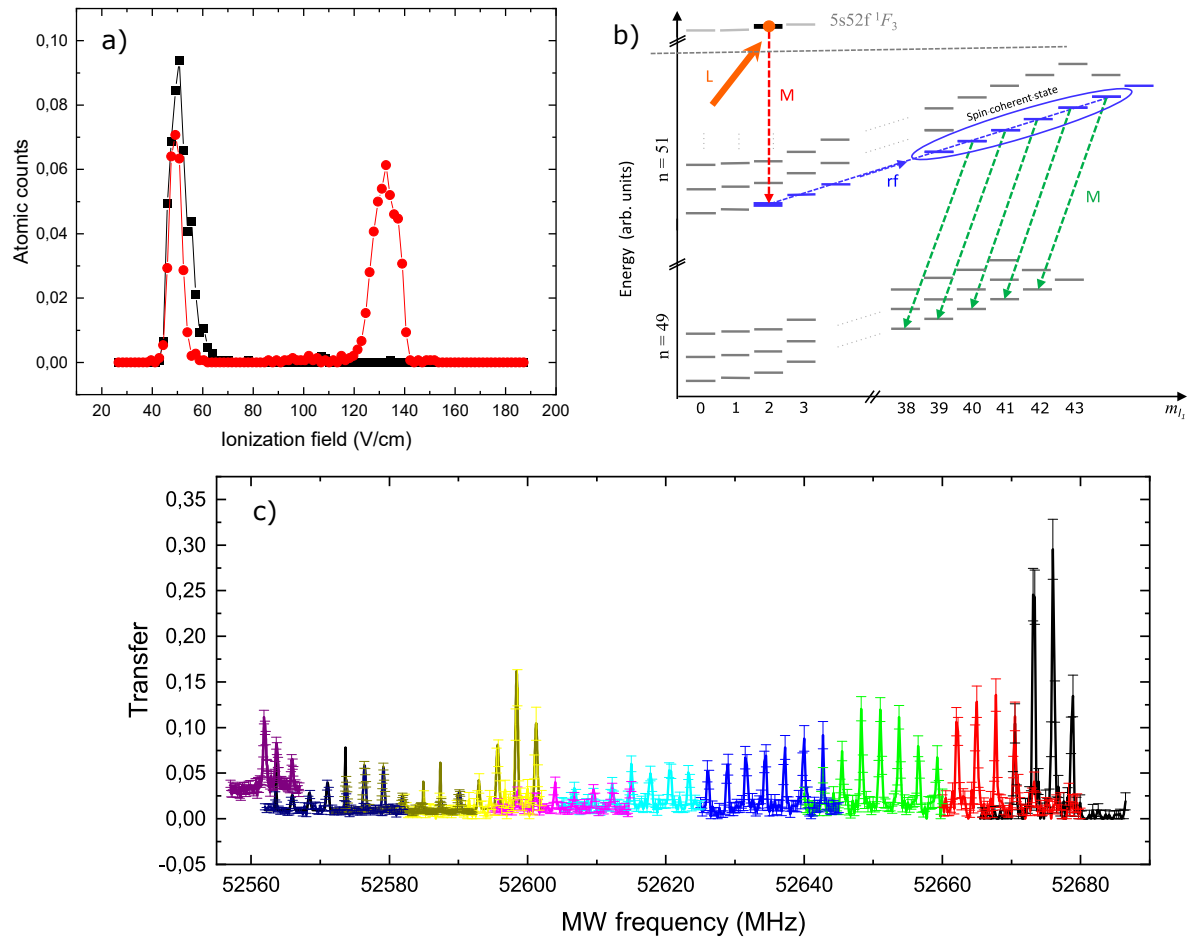 a)
0,10
0,08
0,06
0,04
0,02
0,00
Atomic counts
20 40 60 80 100 120 140 160 180 200
Ionization field (V/cm)
b)
5s52f ¹F₃
L
M
Spin coherent state
rf
M
n = 51
n = 49
Energy (arb. units)
0 1 2 3 38 39 40 41 42 43
m_{l_1}
c)
0,35
0,30
0,25
0,20
0,15
0,10
0,05
0,00
-0,05
Transfer
52560 52580 52600 52620 52640 52660 52680
MW frequency (MHz)